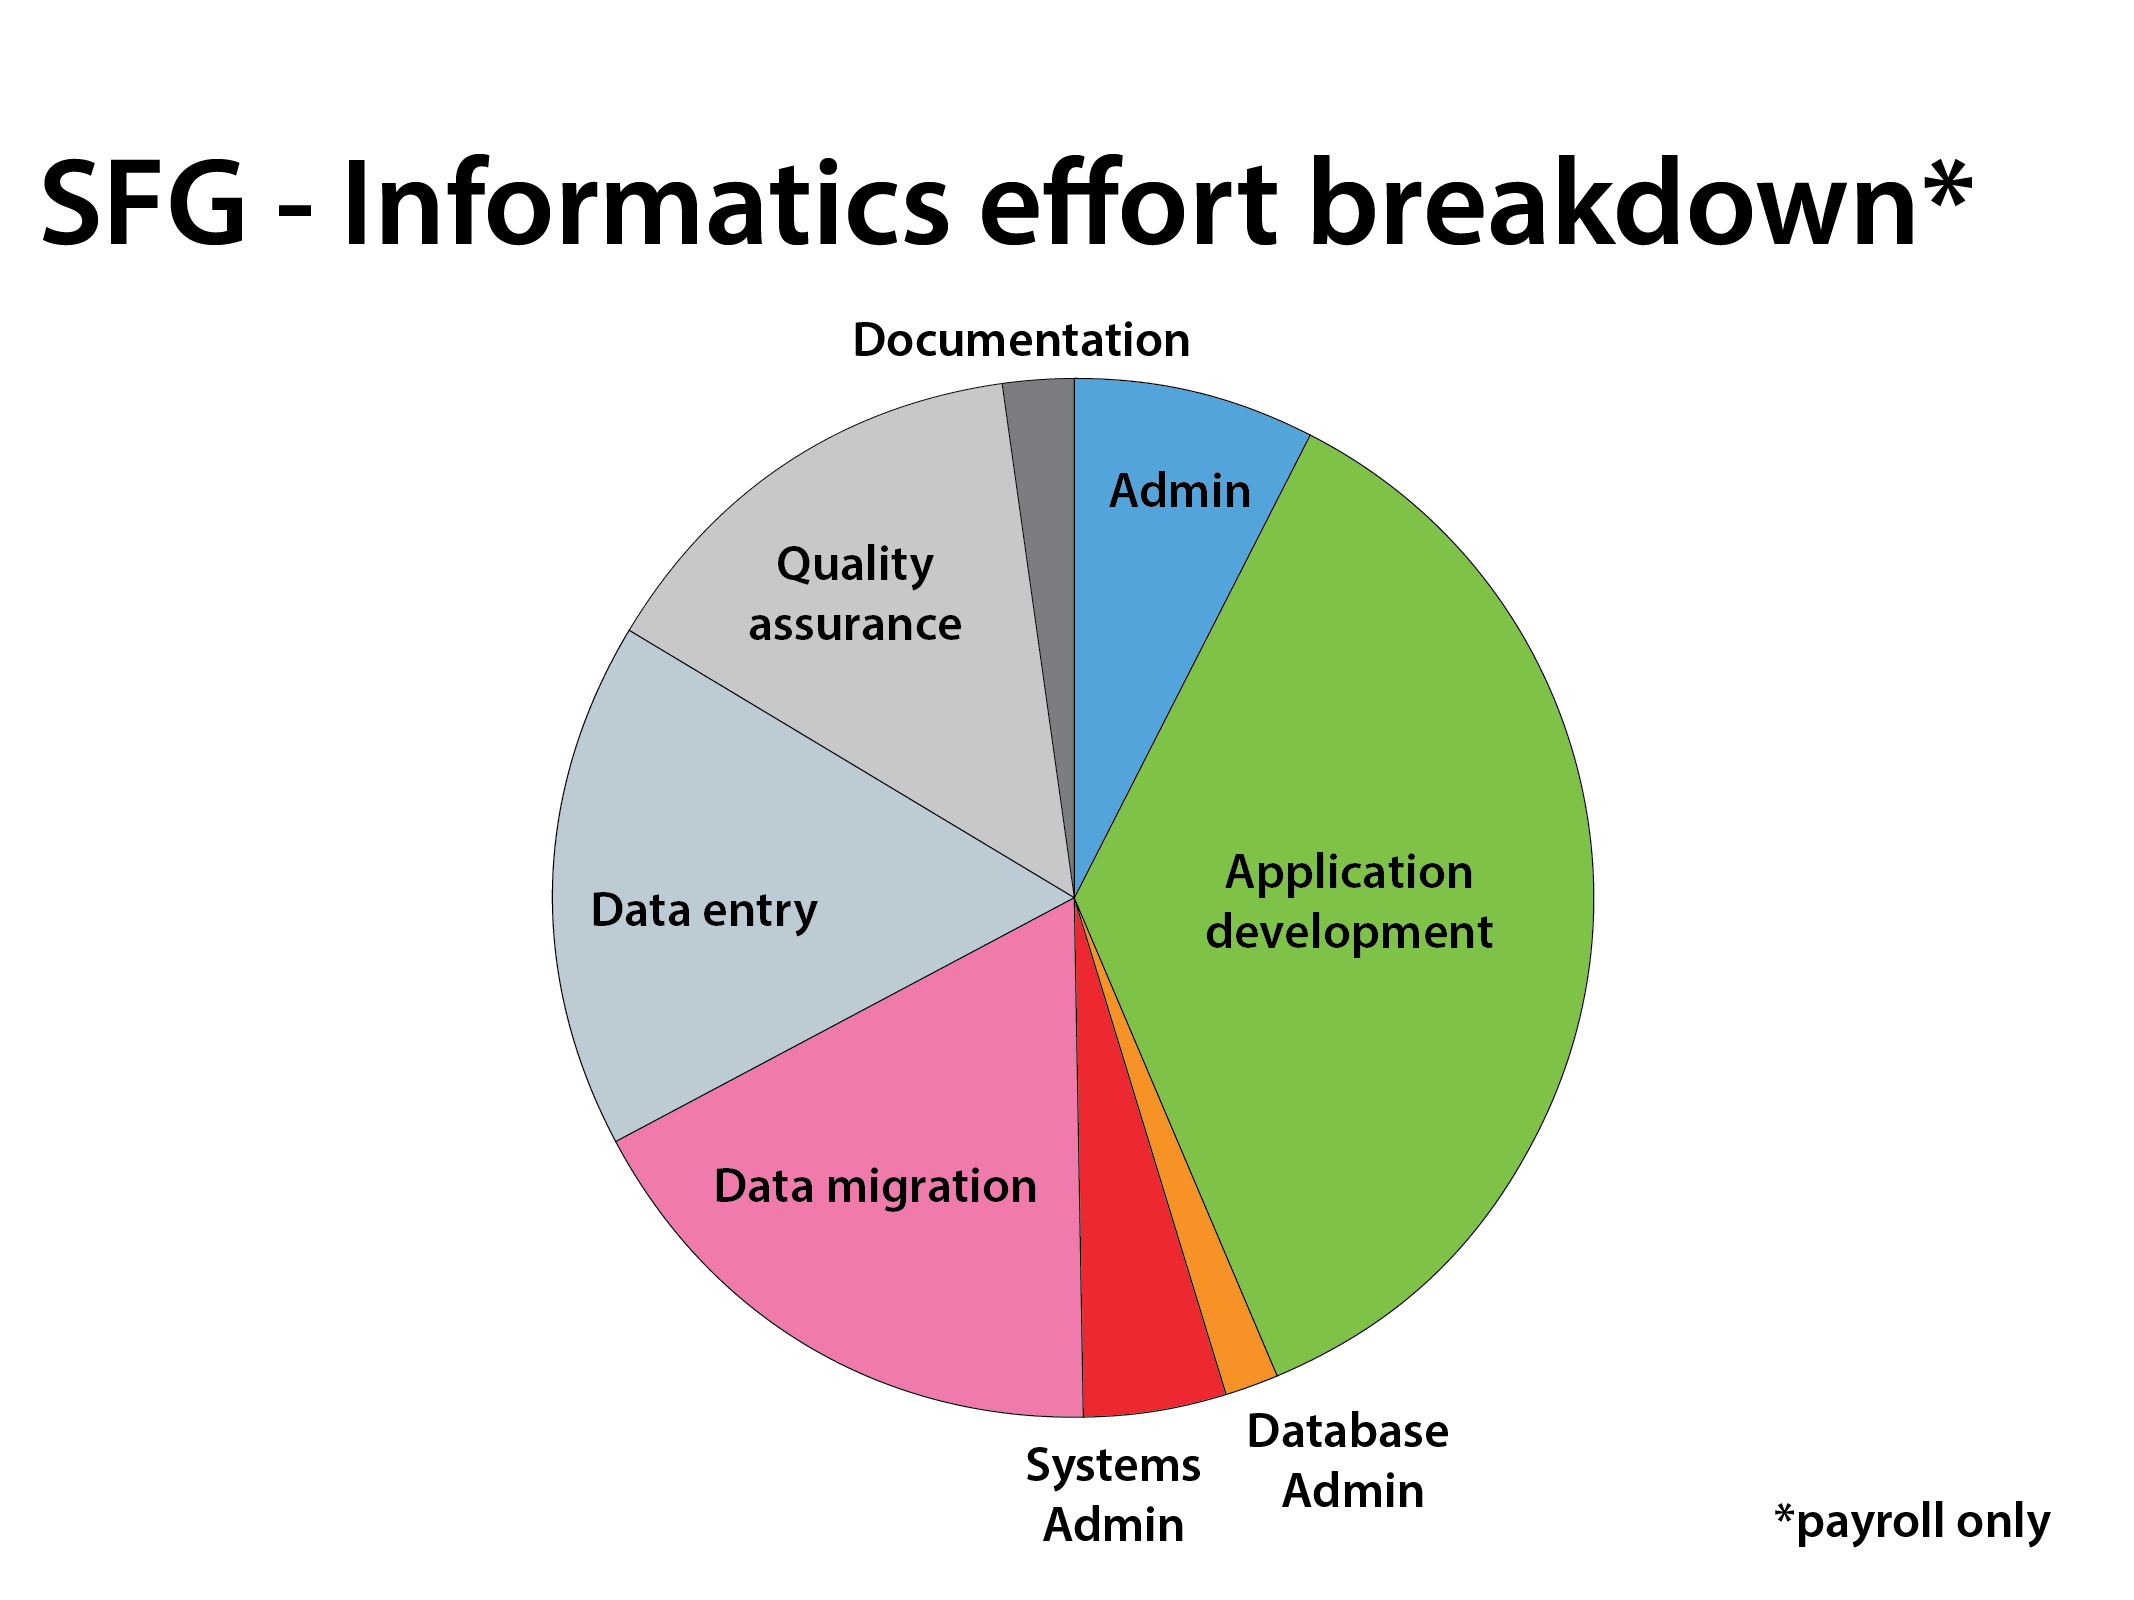 SFG - Informatics effort breakdown*
Documentation
Admin
Quality
assurance
Application
development
Data entry
Data migration
Systems
Admin
Database
Admin
*payroll only